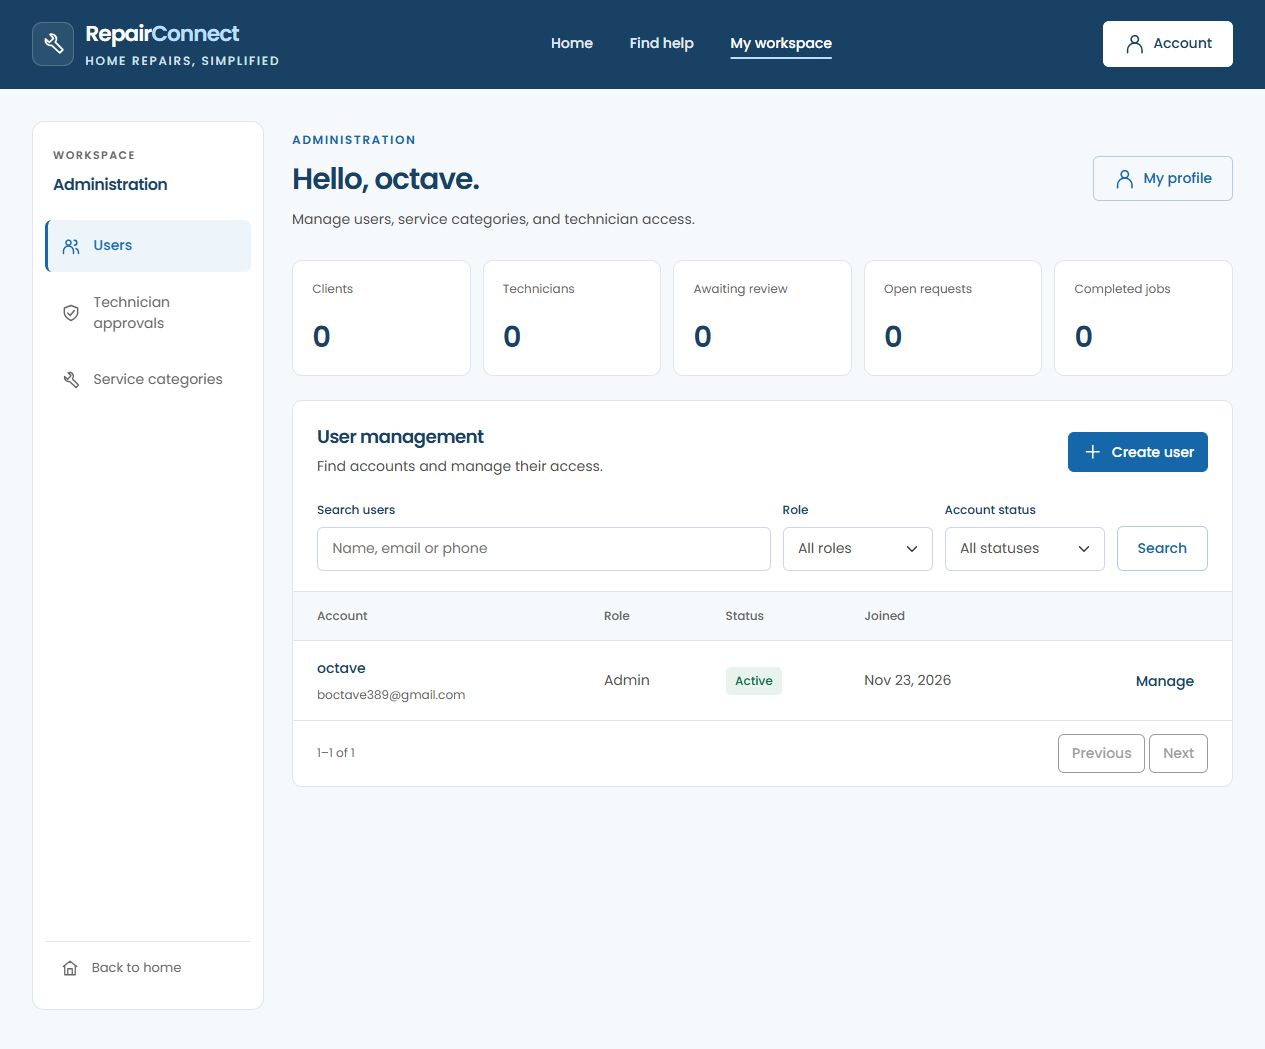 RepairConnect
HOME REPAIRS, SIMPLIFIED
Home
Find help
My workspace
Account
WORKSPACE
Administration
Users
Technician
approvals
Service categories
Back to home
ADMINISTRATION
Hello, octave.
Manage users, service categories, and technician access.
My profile
Clients
0
Technicians
0
Awaiting review
0
Open requests
0
Completed jobs
0
User management
Find accounts and manage their access.
Create user
Search users
Name, email or phone
Role
All roles
Account status
All statuses
Search
Account Role Status Joined
octave
boctave389@gmail.com
Admin
Active
Nov 23, 2026
Manage
1–1 of 1
Previous
Next